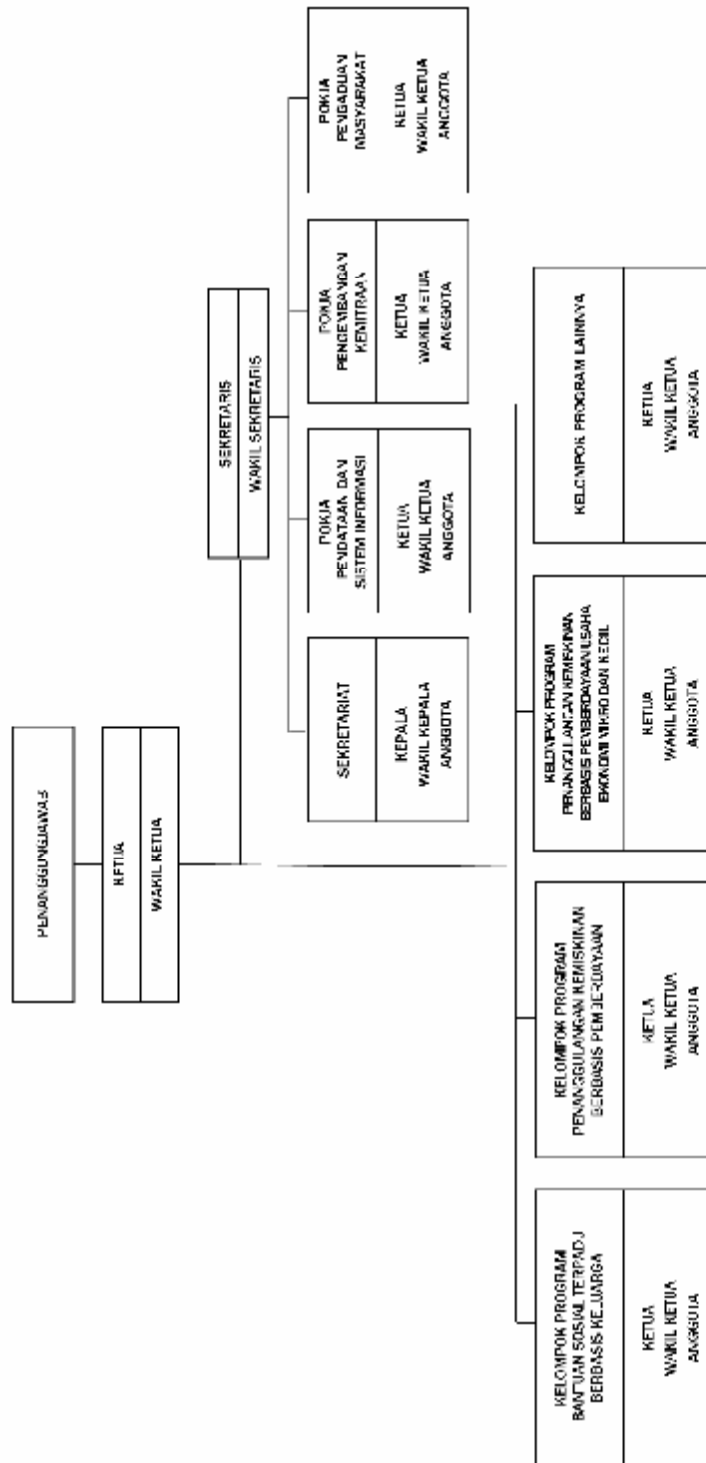 PENANGGUNGJAWAB
KETUA
WAKIL KETUA
SEKRETARIS
WAKIL SEKRETARIS
SEKRETARIAT
KEPALA
WAKIL KEPALA
ANGGOTA
POKJA
PENDATAAN DAN
SISTEM INFORMASI
KETUA
WAKIL KETUA
ANGGOTA
POKJA
PENGEMBANGAN
KEMITRAAN
KETUA
WAKIL KETUA
ANGGOTA
POKJA
PENGADUAN
MASYARAKAT
KETUA
WAKIL KETUA
ANGGOTA
KELOMPOK PROGRAM
BANTUAN SOSIAL TERPADU
BERBASIS KELUARGA
KETUA
WAKIL KETUA
ANGGOTA
KELOMPOK PROGRAM
PENANGGULANGAN KEMISKINAN
BERBASIS PEMBERDAYAAN
KETUA
WAKIL KETUA
ANGGOTA
KELOMPOK PROGRAM
PENANGGULANGAN KEMISKINAN
BERBASIS PEMBERDAYAAN USAHA
EKONOMI MIKRO DAN KECIL
KETUA
WAKIL KETUA
ANGGOTA
KELOMPOK PROGRAM LAINNYA
KETUA
WAKIL KETUA
ANGGOTA